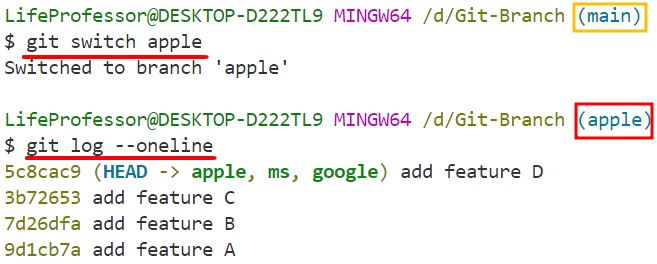 LifeProfessor@DESKTOP-D222TL9 MINGW64 /d/Git-Branch (main)
$ git switch apple
Switched to branch 'apple'
LifeProfessor@DESKTOP-D222TL9 MINGW64 /d/Git-Branch (apple)
$ git log --oneline
5c8cac9 (HEAD -> apple, ms, google) add feature D
3b72653 add feature C
7d26dfa add feature B
9d1cb7a add feature A